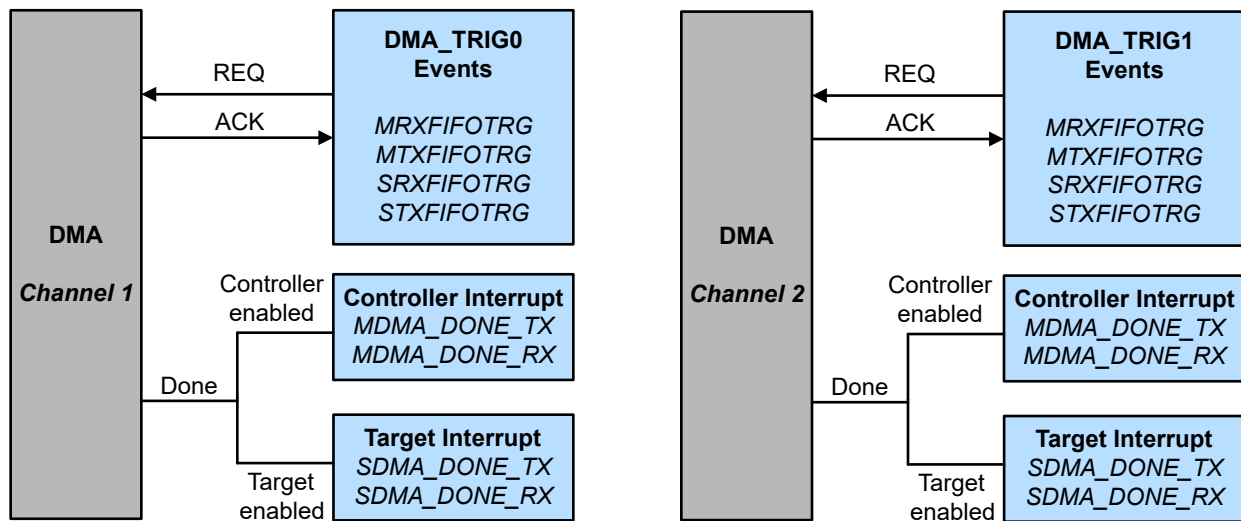 DMA
Channel 1
REQ
ACK
DMA_TRIG0
Events
MRXFIFOTRG
MTXFIFOTRG
SRXFIFOTRG
STXFIFOTRG
Done
Controller
enabled
Controller Interrupt
MDMA_DONE_TX
MDMA_DONE_RX
Target
enabled
Target Interrupt
SDMA_DONE_TX
SDMA_DONE_RX
DMA
Channel 2
REQ
ACK
DMA_TRIG1
Events
MRXFIFOTRG
MTXFIFOTRG
SRXFIFOTRG
STXFIFOTRG
Done
Controller
enabled
Controller Interrupt
MDMA_DONE_TX
MDMA_DONE_RX
Target
enabled
Target Interrupt
SDMA_DONE_TX
SDMA_DONE_RX